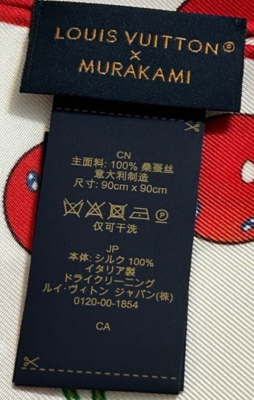 LOUIS VUITTON®
×
MURAKAMI
CN
主面料: 100% 桑蚕丝
意大利制造
尺寸: 90cm x 90cm
P
仅可干洗
JP
本体: シルク 100%
イタリア製
ドライクリーニング
ルイ・ヴィトン ジャパン(株)
0120-00-1854
CA